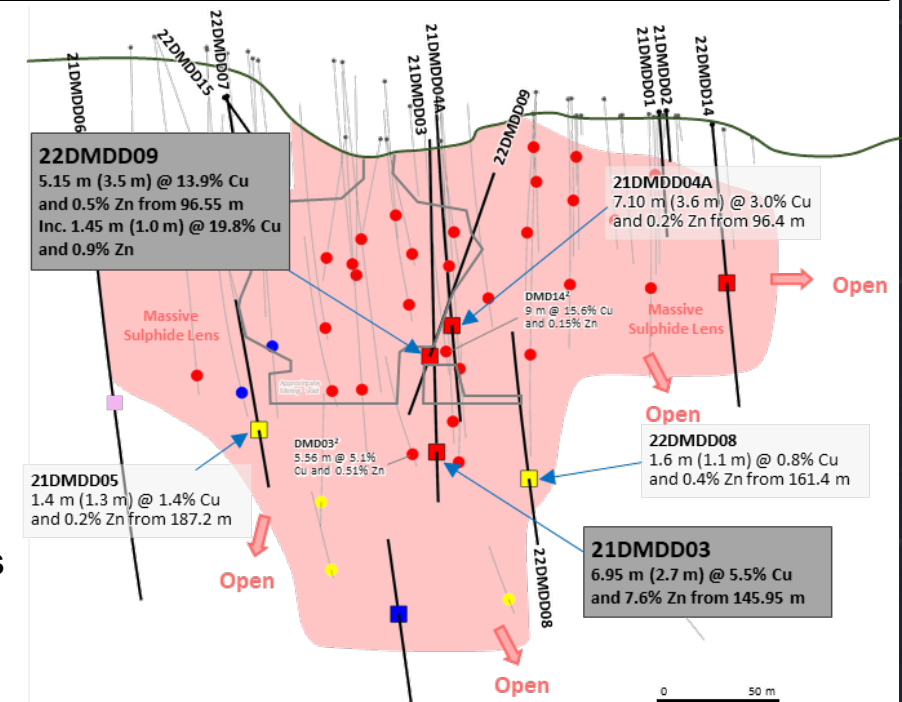 21DMDD06
22DMDD15
22DMDD07
21DMDD03
21DMDD04A
22DMDD09
21DMDD01
21DMDD02
22DMDD14
22DMDD09
5.15 m (3.5 m) @ 13.9% Cu
and 0.5% Zn from 96.55 m
Inc. 1.45 m (1.0 m) @ 19.8% Cu
and 0.9% Zn
21DMDD04A
7.10 m (3.6 m) @ 3.0% Cu
and 0.2% Zn from 96.4 m
Open
Massive
Sulphide Lens
DMD14²
9 m @ 15.6% Cu
and 0.15% Zn
Massive
Sulphide Lens
Approximate
Open
DMD03²
5.56 m @ 5.1%
Cu and 0.51% Zn
22DMDD08
1.6 m (1.1 m) @ 0.8% Cu
and 0.4% Zn from 161.4 m
21DMDD05
1.4 m (1.3 m) @ 1.4% Cu
and 0.2% Zn from 187.2 m
Open
22DMDD08
21DMDD03
6.95 m (2.7 m) @ 5.5% Cu
and 7.6% Zn from 145.95 m
Open
0 50 m
s